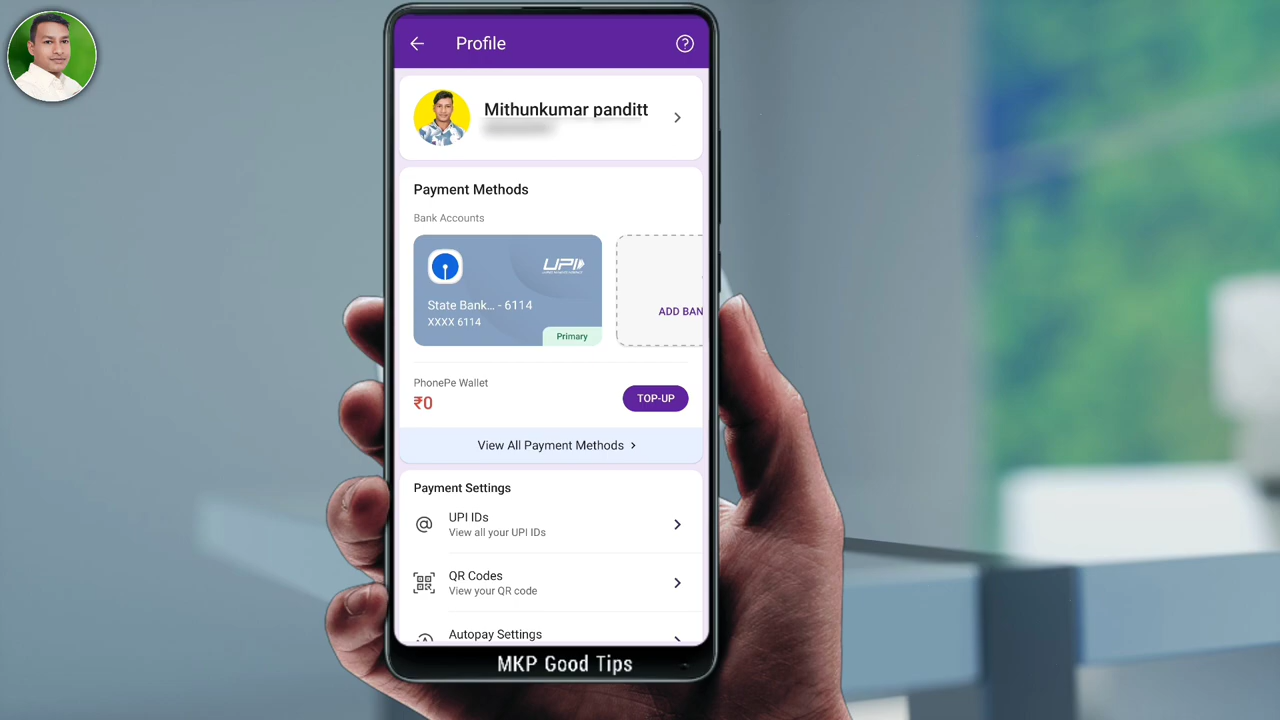 Profile
Mithunkumar panditt
Payment Methods
Bank Accounts
UPI
State Bank... - 6114
XXXX 6114
Primary
ADD BAN
PhonePe Wallet
₹0
TOP-UP
View All Payment Methods
Payment Settings
UPI IDs
View all your UPI IDs
QR Codes
View your QR code
Autopay Settings
MKP Good Tips